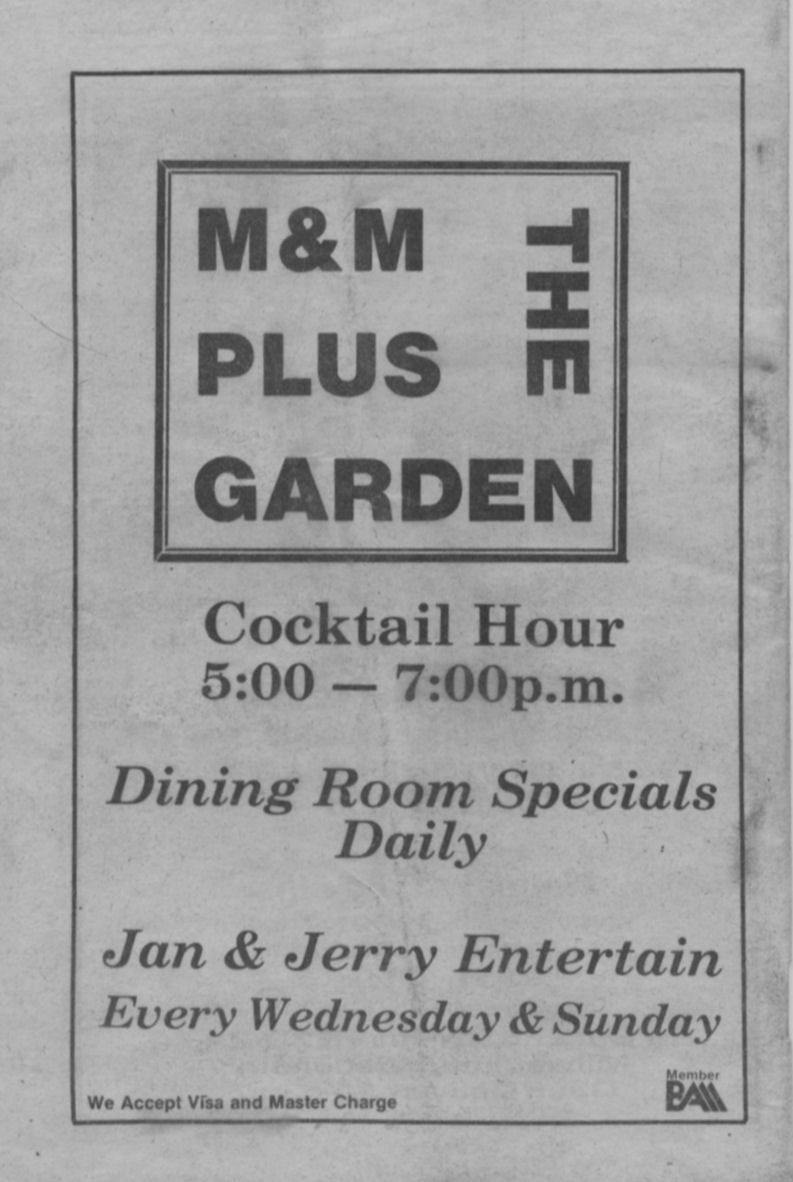 M&M
THE
PLUS
GARDEN
Cocktail Hour
5:00 — 7:00p.m.
Dining Room Specials
Daily
Jan & Jerry Entertain
Every Wednesday & Sunday
We Accept Visa and Master Charge
Member
BAM